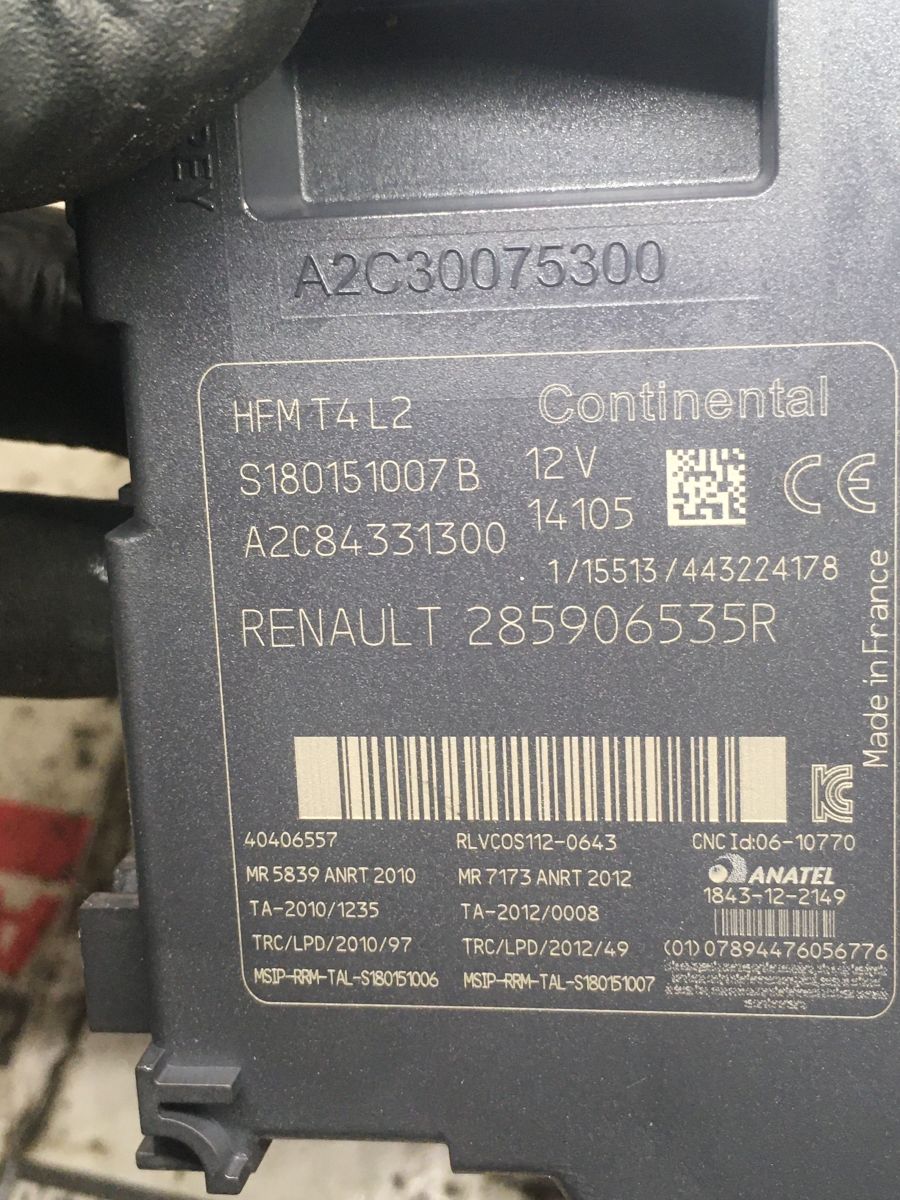 A2C30075300
HFM T4 L2
Continental
S180151007 B
12V
CE
A2C84331300
14105
1/15513/443224178
RENAULT 285906535R
Made in France
40406557
RLVCOS112-0643
CNC Id:06-10770
MR 5839 ANRT 2010
MR 7173 ANRT 2012
ANATEL
1843-12-2149
TA-2010/1235
TA-2012/0008
TRC/LPD/2010/97
TRC/LPD/2012/49
(01)07894476056776
MSIP-RRM-TAL-S180151006
MSIP-RRM-TAL-S180151007